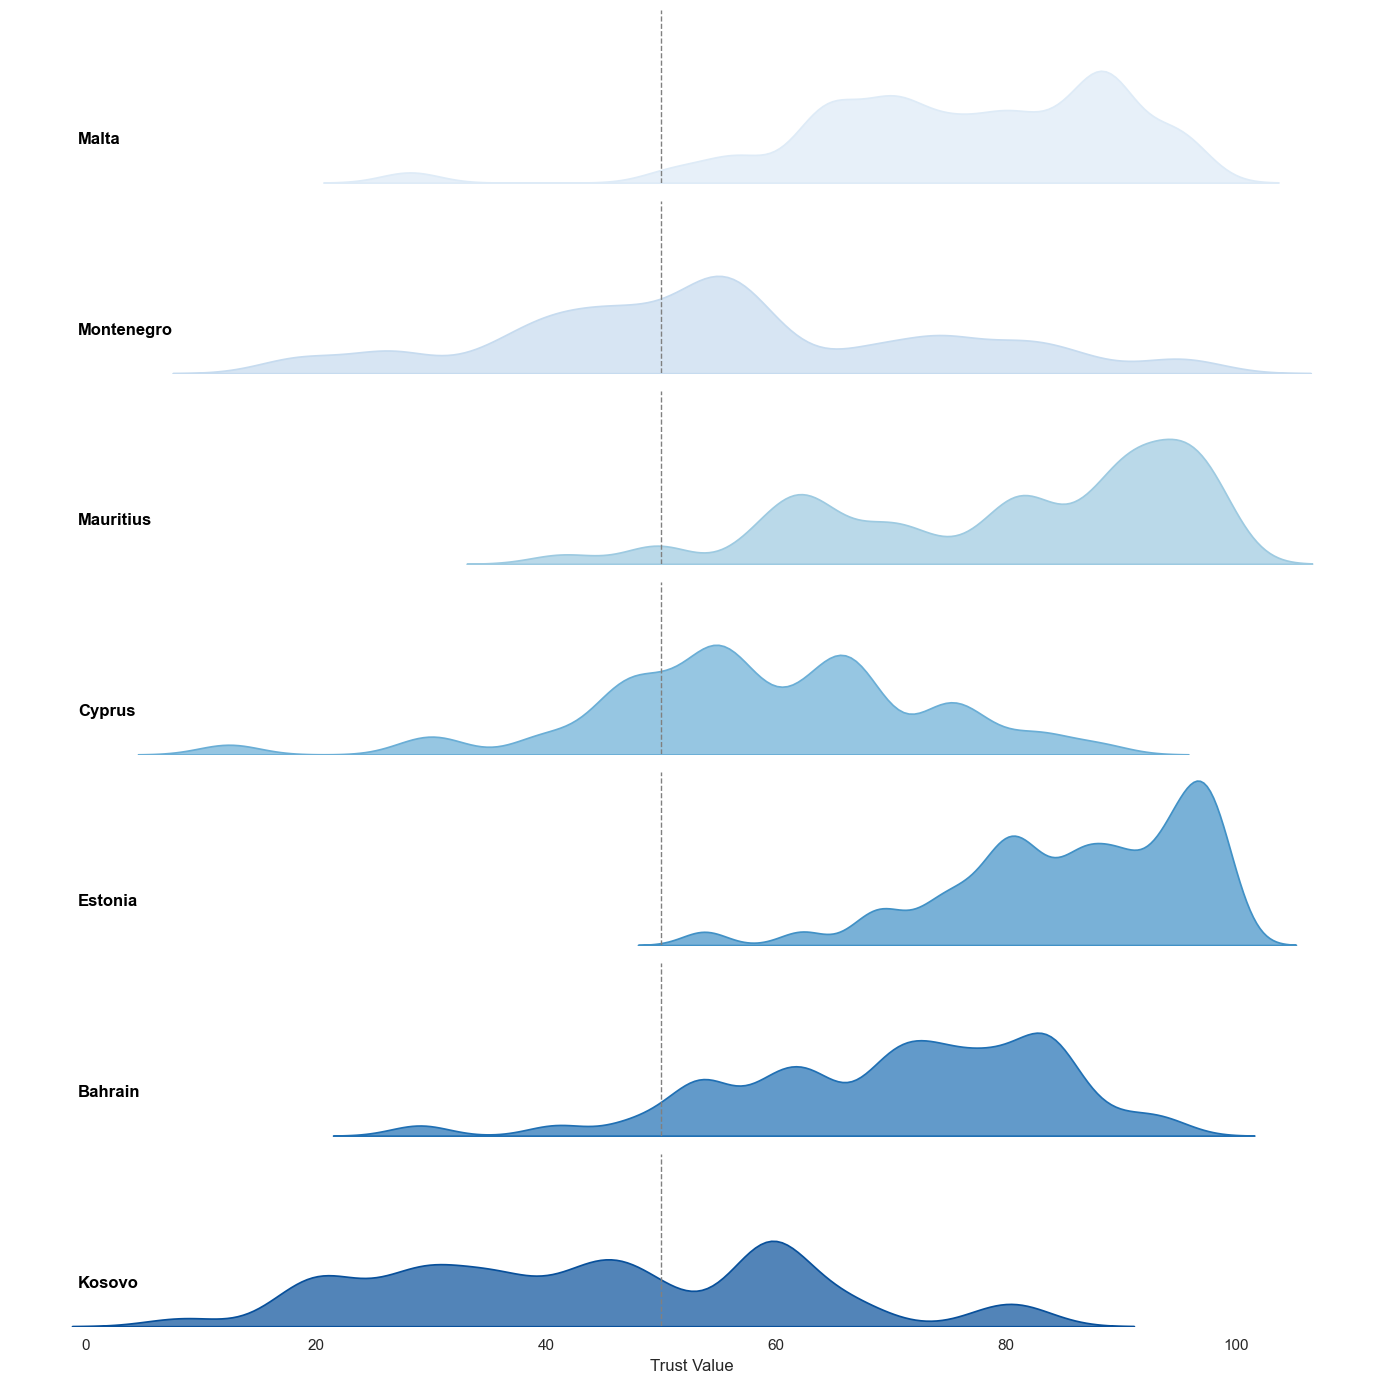 Malta
Montenegro
Mauritius
Cyprus
Estonia
Bahrain
Kosovo
0 20 40 60 80 100
Trust Value